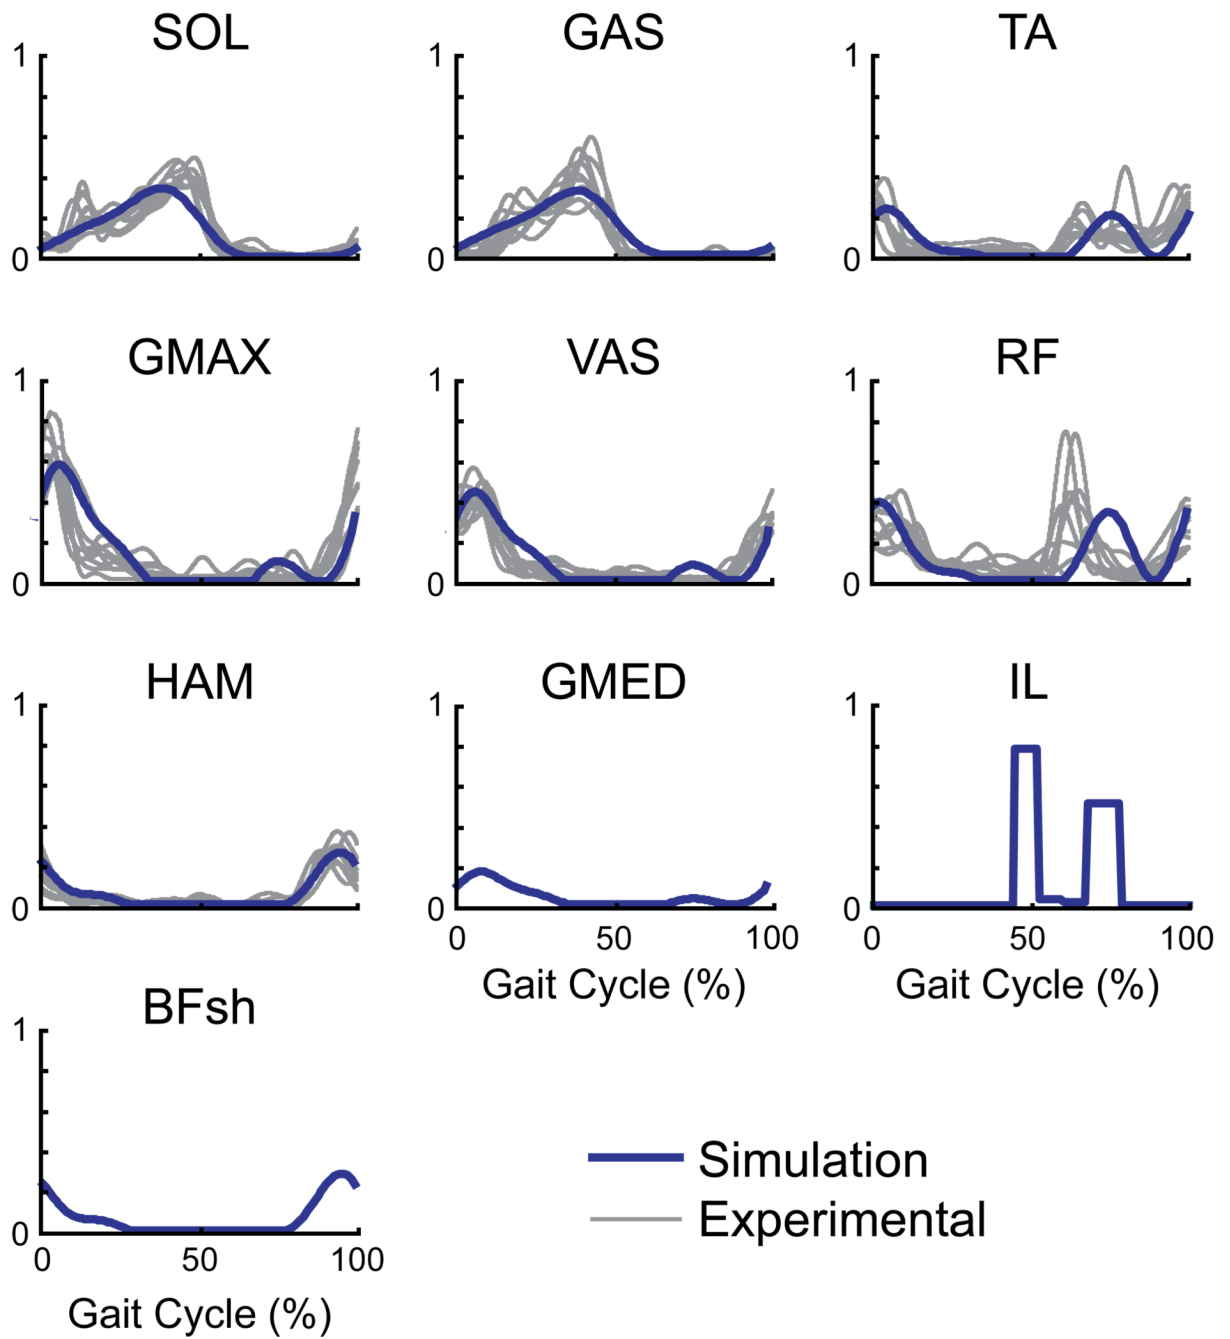 SOL GAS TA
1 1 1
0 0 0
GMAX VAS RF
1 1 1
0 0 0
HAM GMED IL
1 1 1
0 0 0
0 50 100 0 50 100
Gait Cycle (%) Gait Cycle (%)
BFsh
1
0
0 50 100
Gait Cycle (%)
Simulation
Experimental